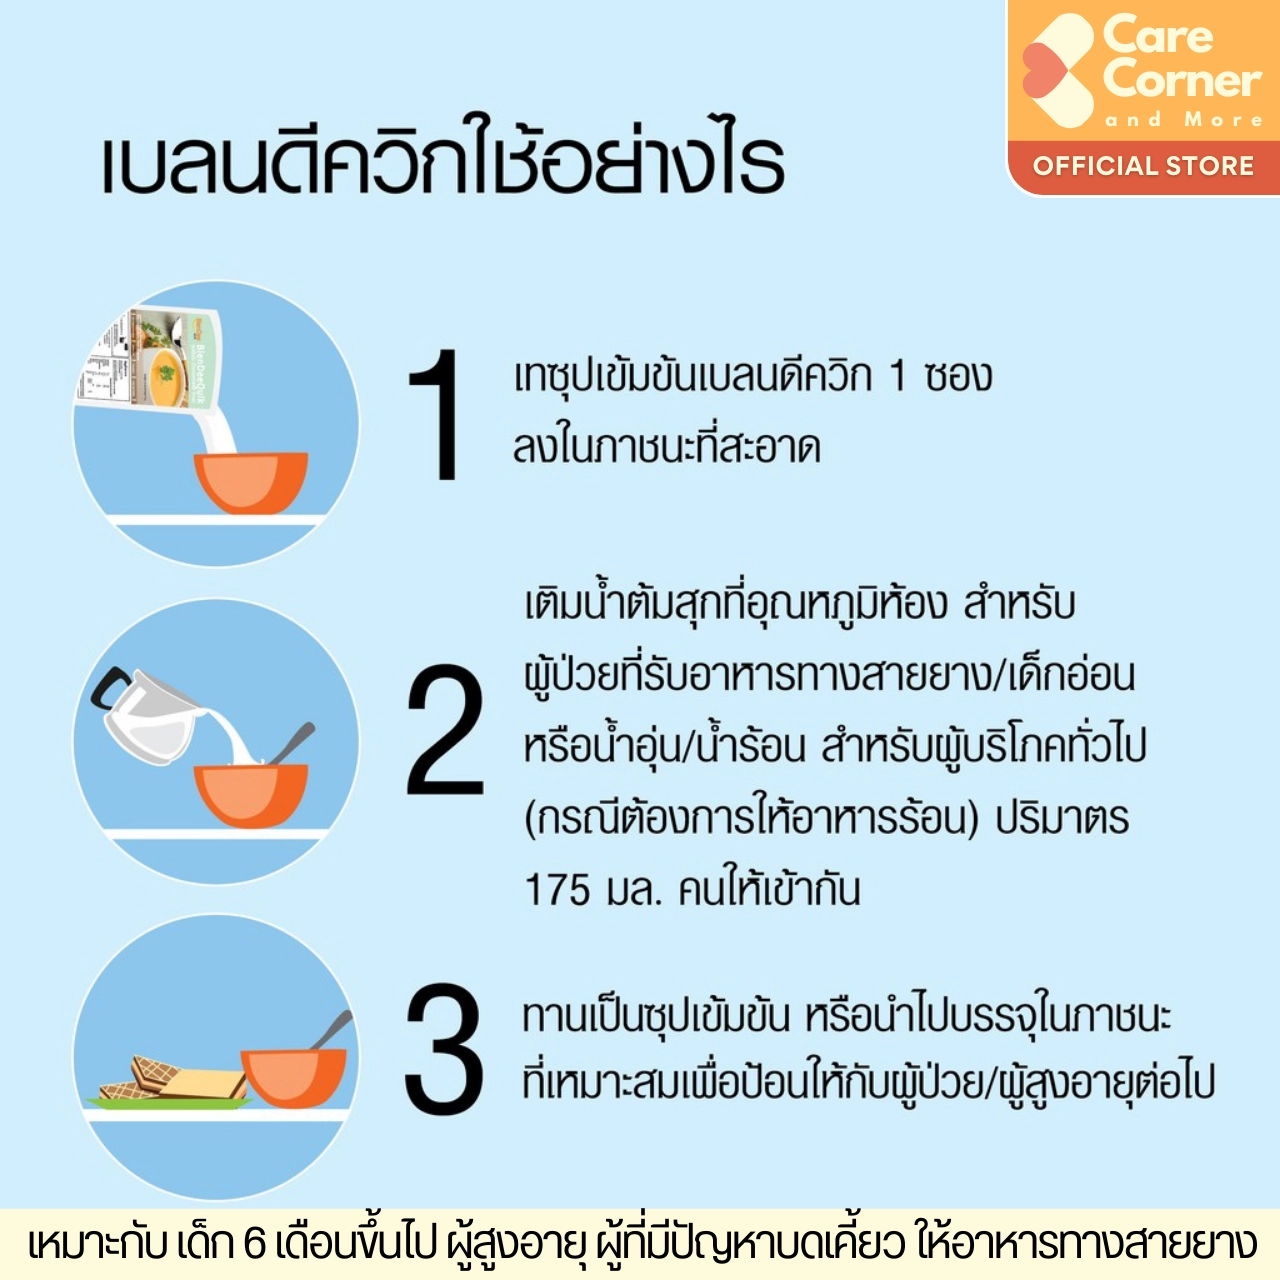 Care
Corner
and More
OFFICIAL STORE
เบลนดีควิกใช้อย่างไร
BlenDeeQuik
1
เทซุปเข้มข้นเบลนดีควิก 1 ซอง
ลงในภาชนะที่สะอาด
2
เติมน้ำต้มสุกที่อุณหภูมิห้อง สำหรับ
ผู้ป่วยที่รับอาหารทางสายยาง/เด็กอ่อน
หรือน้ำอุ่น/น้ำร้อน สำหรับผู้บริโภคทั่วไป
(กรณีต้องการให้อาหารร้อน) ปริมาตร
175 มล. คนให้เข้ากัน
3
ทานเป็นซุปเข้มข้น หรือนำไปบรรจุในภาชนะ
ที่เหมาะสมเพื่อป้อนให้กับผู้ป่วย/ผู้สูงอายุต่อไป
เหมาะกับ เด็ก 6 เดือนขึ้นไป ผู้สูงอายุ ผู้ที่มีปัญหาบดเคี้ยว ให้อาหารทางสายยาง